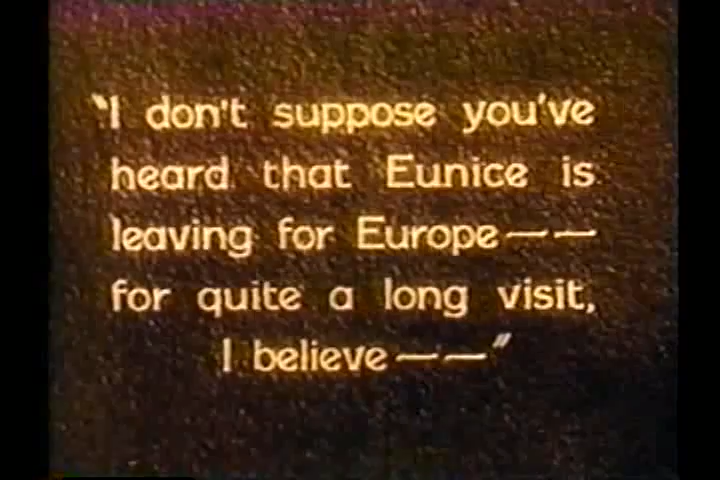 "I don't suppose you've
heard that Eunice is
leaving for Europe——
for quite a long visit,
I believe——"